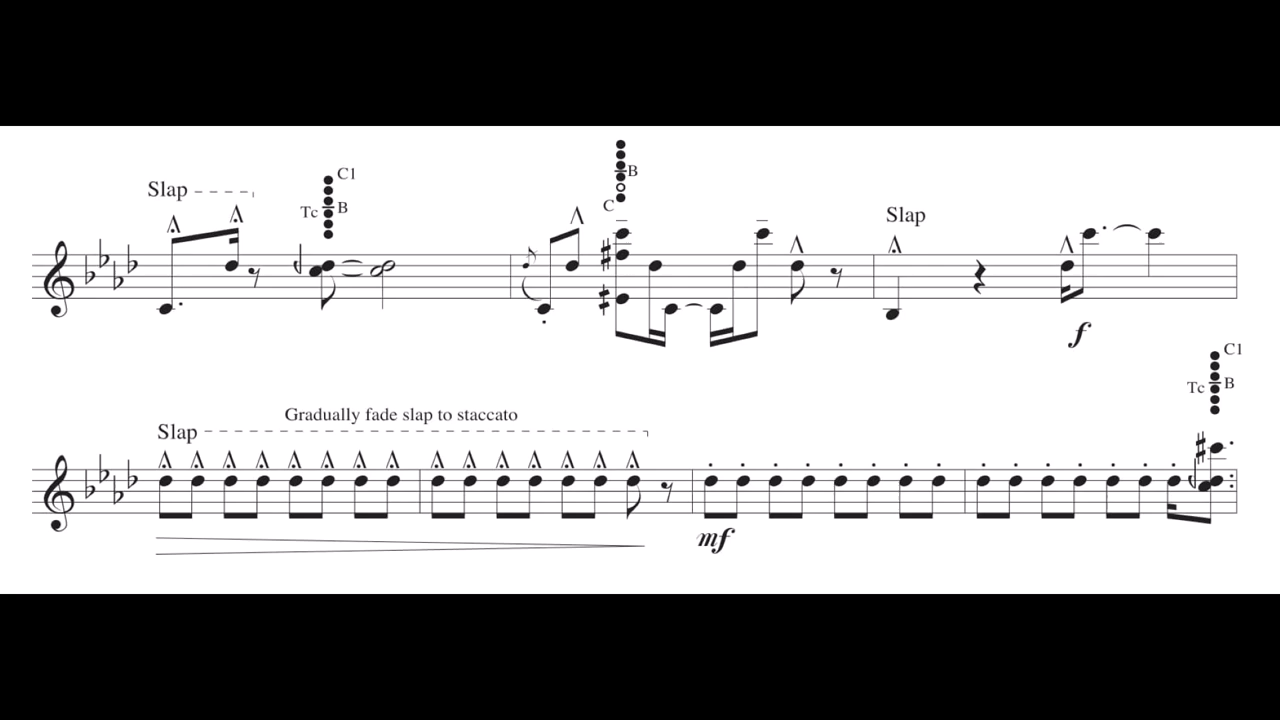 C1
Slap
Tc B
B
C
Slap
f
C1
Tc B
Gradually fade slap to staccato
Slap
mf